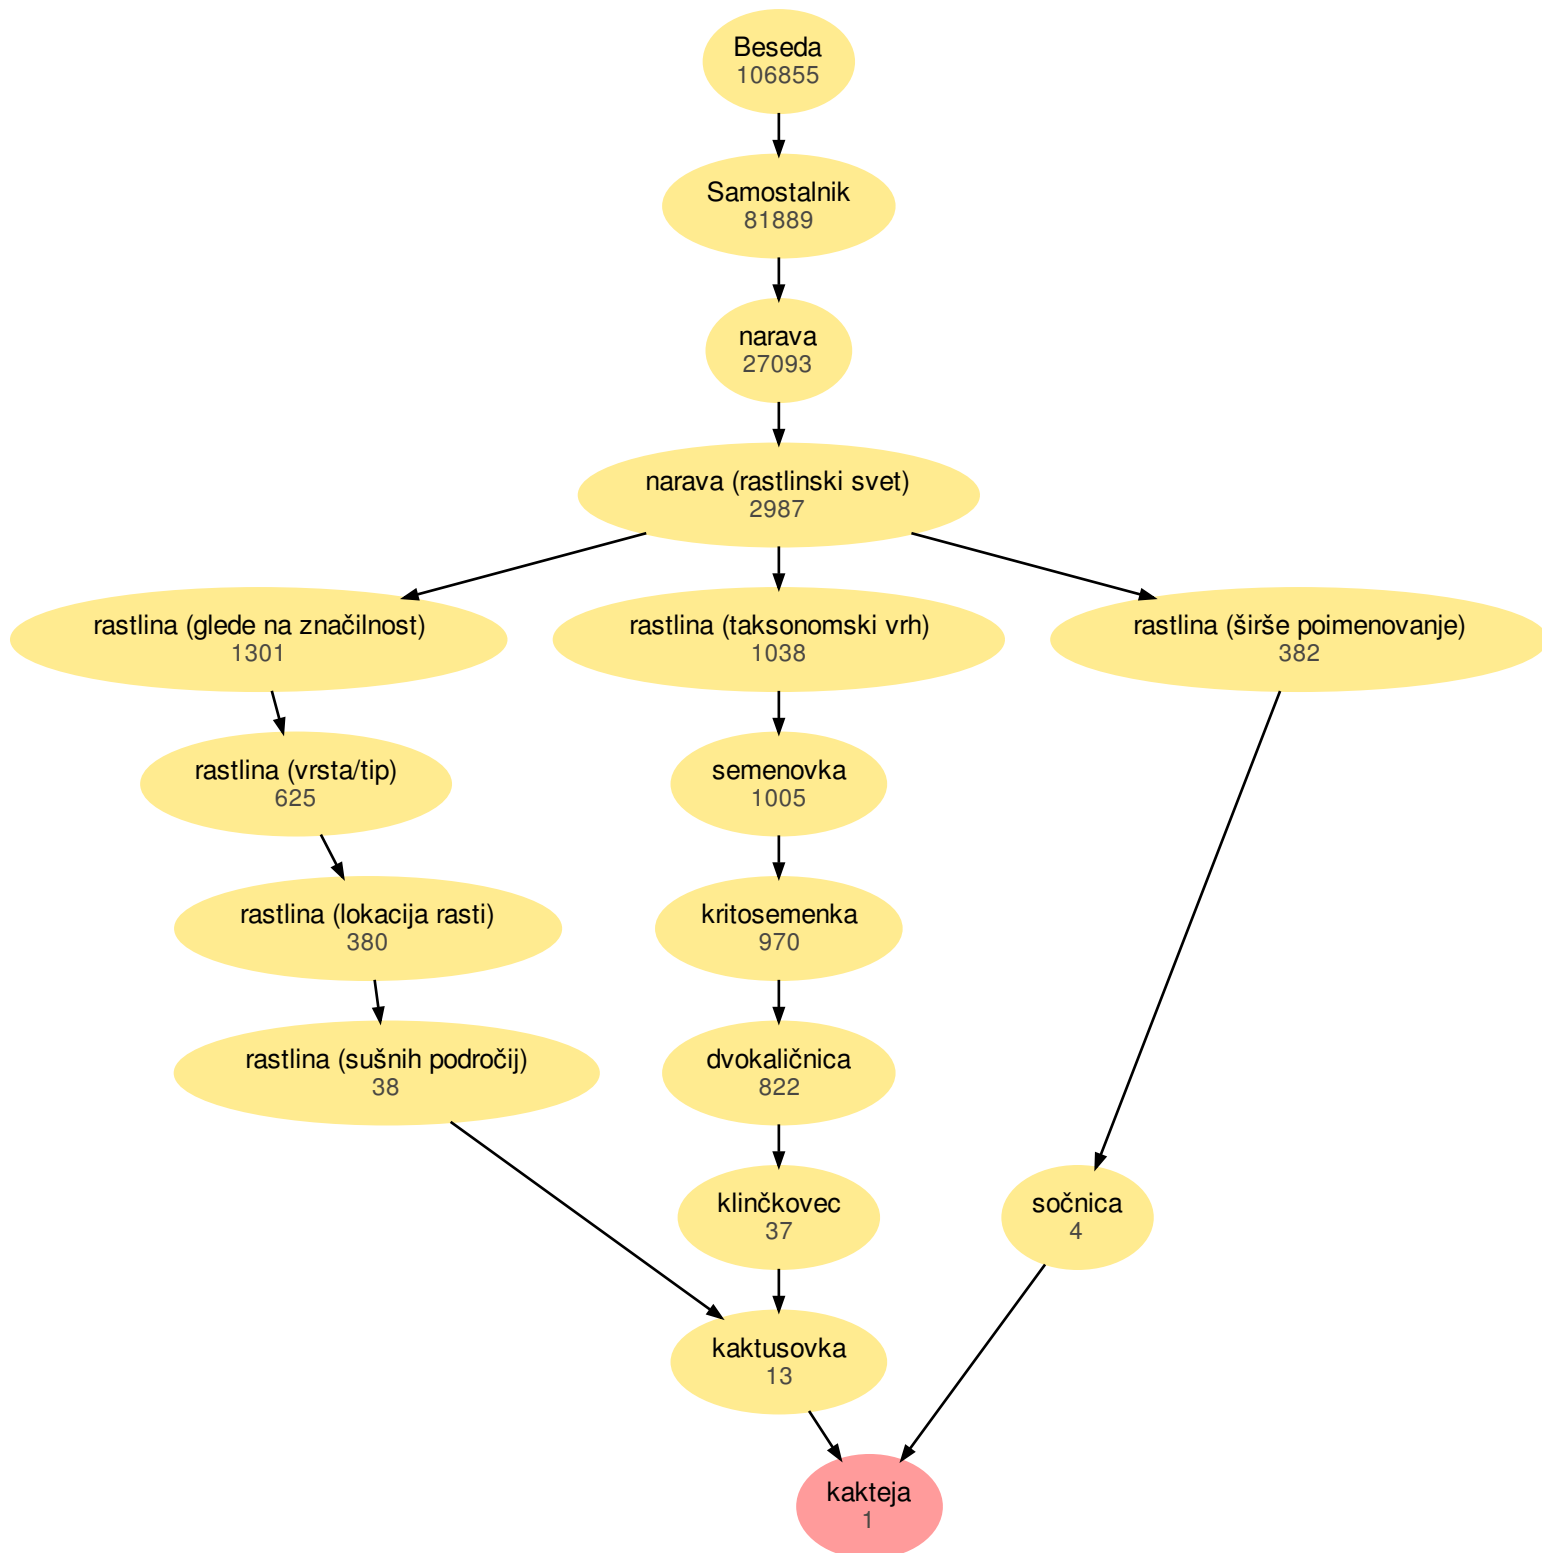 Beseda
106855
Samostalnik
81889
narava
27093
narava (rastlinski svet)
2987
rastlina (glede na značilnost)
1301
rastlina (taksonomski vrh)
1038
rastlina (širše poimenovanje)
382
rastlina (vrsta/tip)
625
semenovka
1005
rastlina (lokacija rasti)
380
kritosemenka
970
rastlina (sušnih področij)
38
dvokaličnica
822
klinčkovec
37
sočnica
4
kaktusovka
13
kakteja
1